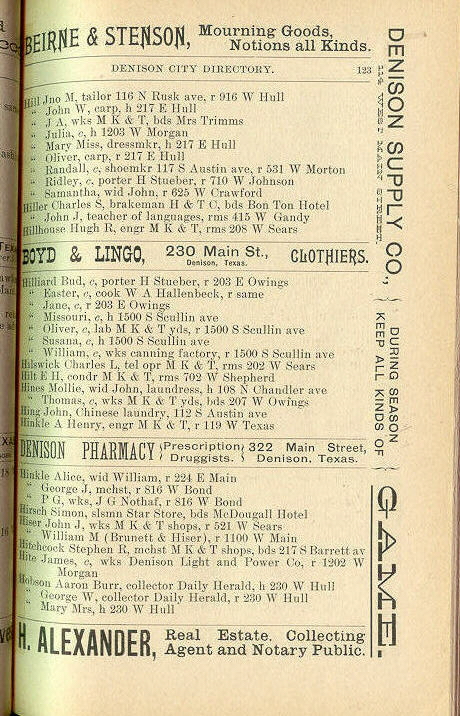 BEIRNE & STENSON, Mourning Goods,
Notions all Kinds.
DENISON CITY DIRECTORY. 123
Hill Jno M, tailor 116 N Rusk ave, r 916 W Hull
" John W, carp, h 217 E Hull
" J A, wks M K & T, bds Mrs Trimms
" Julia, c, h 1203 W Morgan
" Mary Miss, dressmkr, h 217 E Hull
" Oliver, carp, r 217 E Hull
" Randall, c, shoemkr 117 S Austin ave, r 531 W Morton
" Ridley, c, porter H Stueber, r 710 W Johnson
" Samantha, wid John, r 625 W Crawford
Hiller Charles S, brakeman H & T C, bds Bon Ton Hotel
" John J, teacher of languages, rms 415 W Gandy
Hillhouse Hugh R, engr M K & T, rms 208 W Sears
BOYD & LINGO, 230 Main St., CLOTHIERS.
Denison, Texas.
Hilliard Bud, c, porter H Stueber, r 203 E Owings
" Easter, c, cook W A Hallenbeck, r same
" Jane, c, r 203 E Owings
" Missouri, c, h 1500 S Scullin ave
" Oliver, c, lab M K & T yds, r 1500 S Scullin ave
" Susana, c, h 1500 S Scullin ave
" William, c, wks canning factory, r 1500 S Scullin ave
Hilswick Charles L, tel opr M K & T, rms 202 W Sears
Hilt E H, condr M K & T, rms 702 W Shepherd
Hines Mollie, wid John, laundress, h 108 N Chandler ave
" Thomas, c, wks M K & T yds, bds 207 W Owings
Hing John, Chinese laundry, 112 S Austin ave
Hinkle A Henry, engr M K & T, r 119 W Texas
DENISON PHARMACY Prescription 322 Main Street,
Druggists. Denison, Texas.
Hinkle Alice, wid William, r 224 E Main
" George J, mchst, r 816 W Bond
" P G, wks, J G Nothaf, r 816 W Bond
Hirsch Simon, slsmn Star Store, bds McDougall Hotel
Hiser John J, wks M K & T shops, r 521 W Sears
" William M (Brunett & Hiser), r 1100 W Main
Hitchcock Stephen R, mchst M K & T shops, bds 217 S Barrett av
Hite James, c, wks Denison Light and Power Co, r 1202 W
Morgan
Hobson Aaron Burr, collector Daily Herald, h 230 W Hull
" George W, collector Daily Herald, r 230 W Hull
" Mary Mrs, h 230 W Hull
H. ALEXANDER, Real Estate. Collecting
Agent and Notary Public.
DENISON SUPPLY CO.,
WEST MAIN STREET.
DURING SEASON
KEEP ALL KINDS OF
GAME.